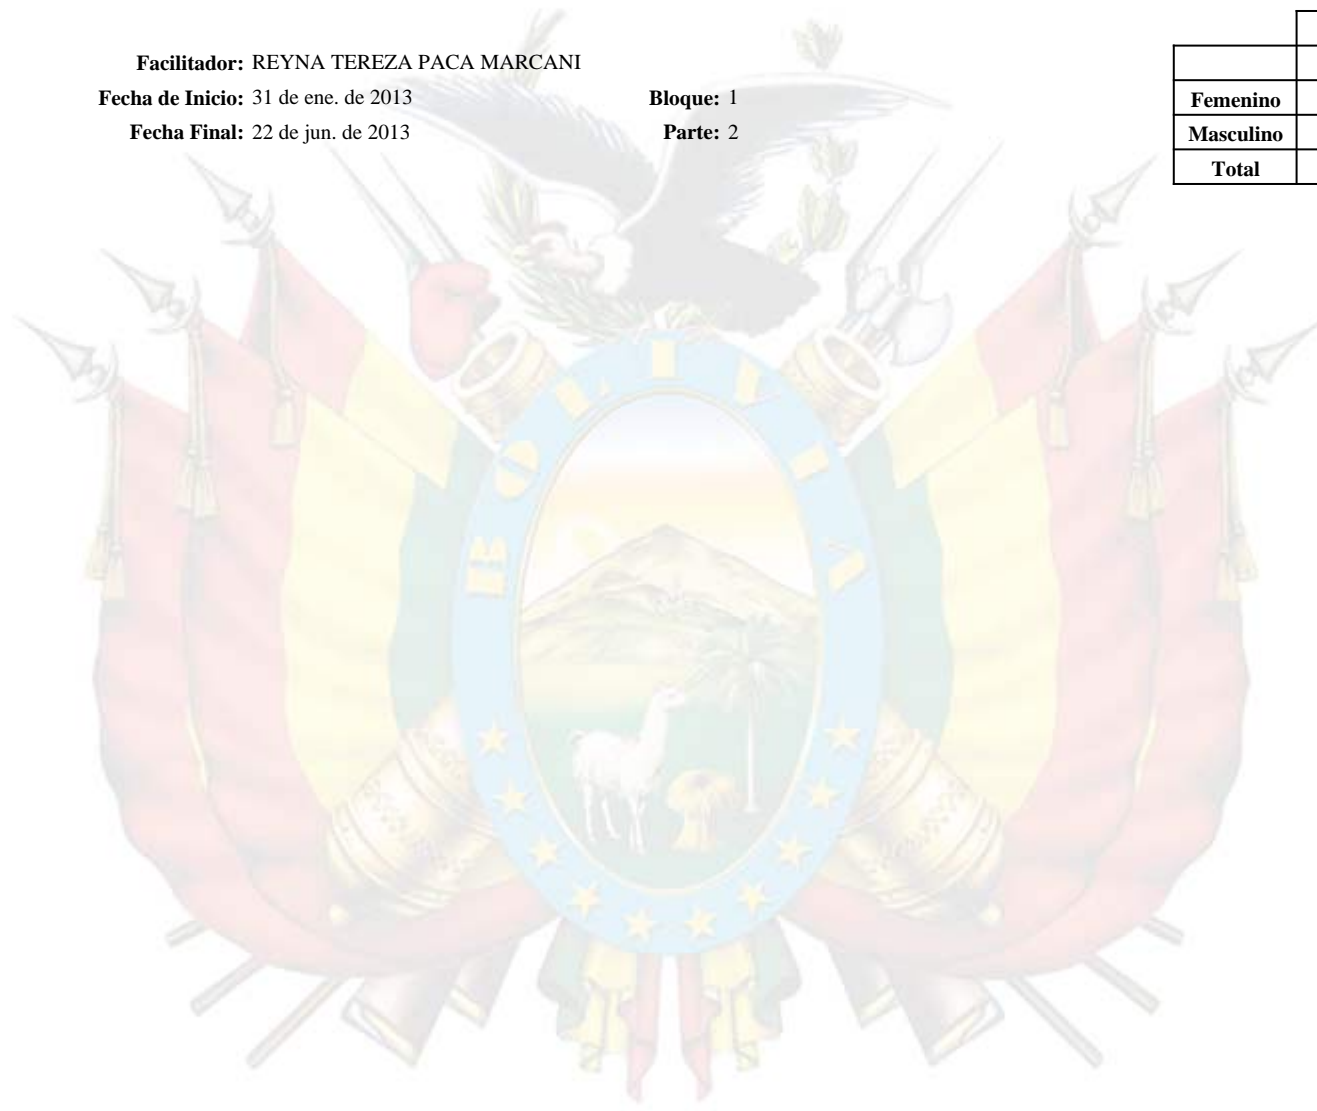 Facilitador: REYNA TEREZA PACA MARCANI
Fecha de Inicio: 31 de ene. de 2013 Bloque: 1
Fecha Final: 22 de jun. de 2013 Parte: 2
Femenino
Masculino
Total
BOLIVIA